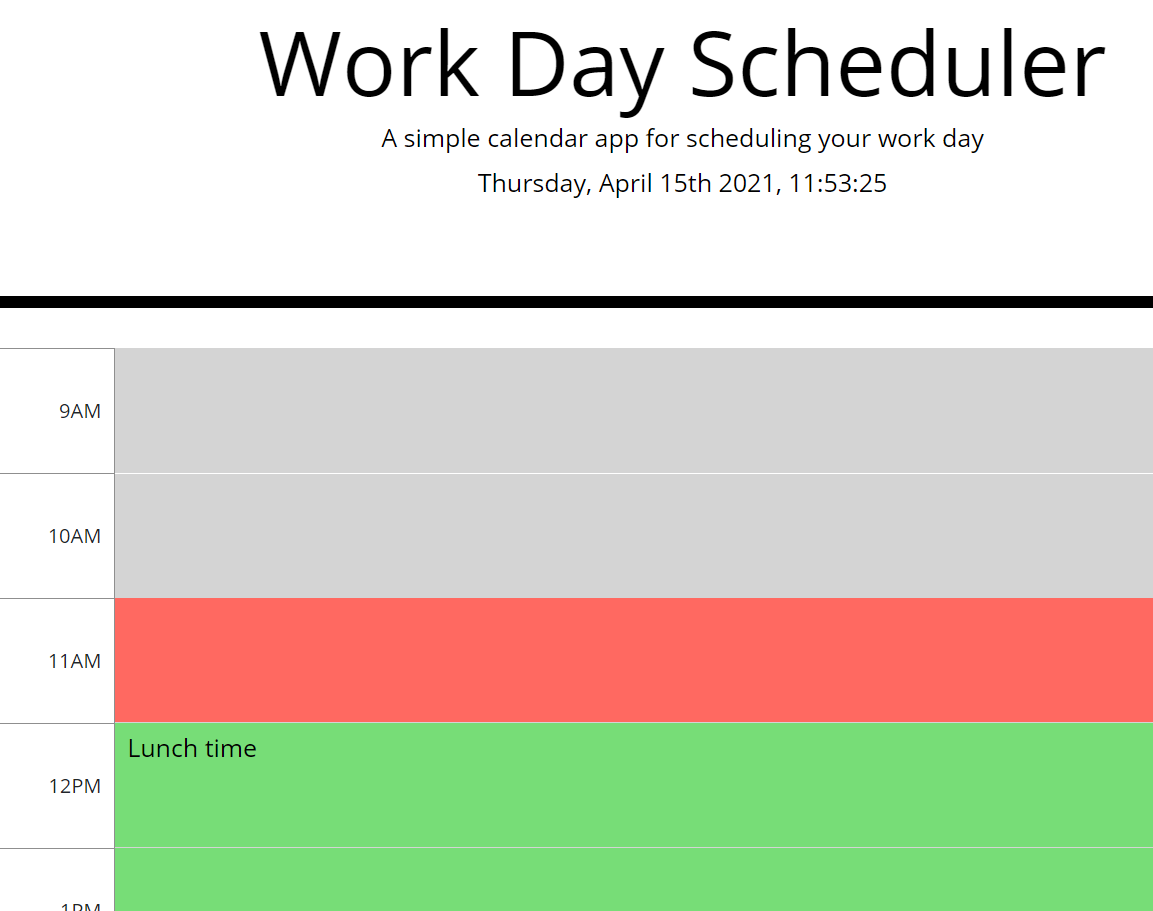 Work Day Scheduler
A simple calendar app for scheduling your work day
Thursday, April 15th 2021, 11:53:25
9AM
10AM
11AM
Lunch time
12PM
1PM